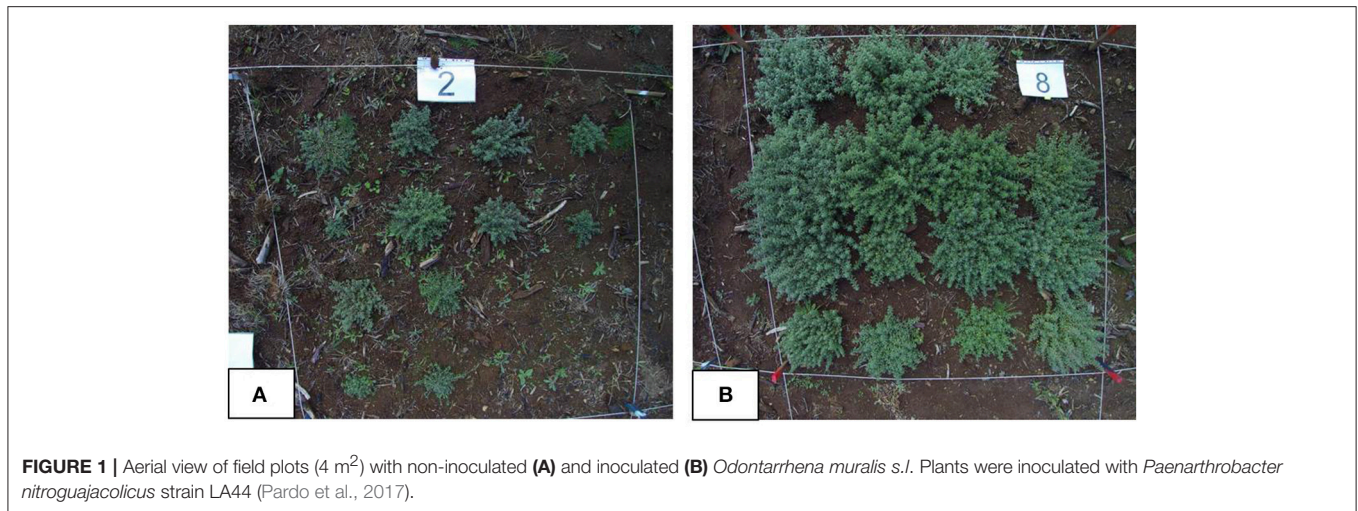 2
8
A
B
FIGURE 1 | Aerial view of field plots (4 m²) with non-inoculated (A) and inoculated (B) Odontarrhena muralis s.l. Plants were inoculated with Paenarthrobacter
nitroguajacolicus strain LA44 (Pardo et al., 2017).